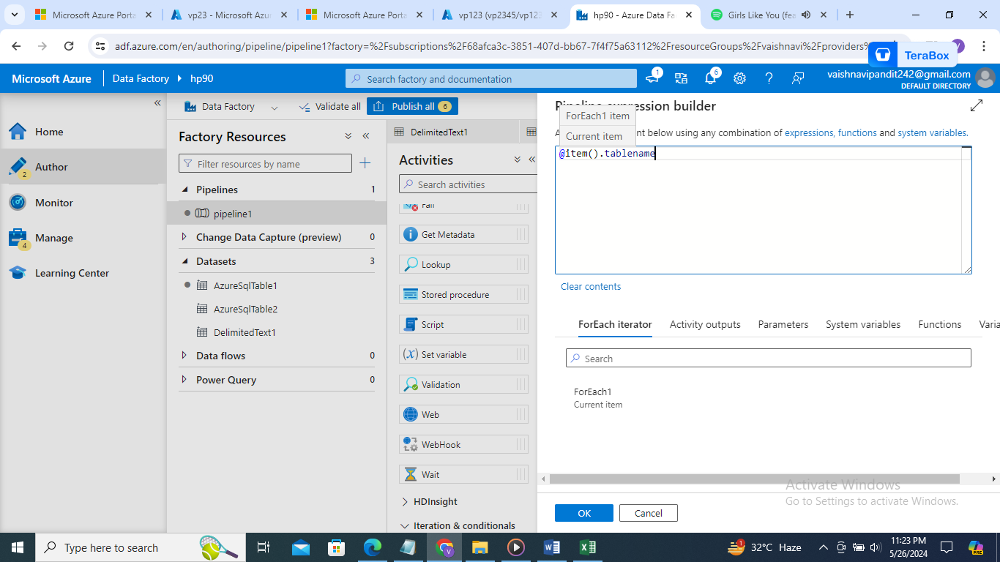 Microsoft Azure Porta
vp23 - Microsoft Azu
Microsoft Azure Porta
vp123 (vp2345/vp123
hp90 - Azure Data Fa
Girls Like You (fea
adf.azure.com/en/authoring/pipeline/pipeline1?factory=%2Fsubscriptions%2F68afca3c-3851-407d-bb67-7f4f75a63112%2FresourceGroups%2Fvaishnavi%2Fproviders%
TeraBox
Microsoft Azure
Data Factory
hp90
Search factory and documentation
1
6
vaishnavipandit242@gmail.com
DEFAULT DIRECTORY
Home
Author
2
Monitor
Manage
4
Learning Center
Data Factory
Validate all
Publish all 6
Factory Resources
Filter resources by name
Pipelines 1
pipeline1
Change Data Capture (preview) 0
Datasets 3
AzureSqlTable1
AzureSqlTable2
DelimitedText1
Data flows 0
Power Query 0
DelimitedText1
Activities
Search activities
Fail
Get Metadata
Lookup
Stored procedure
Script
(x) Set variable
Validation
Web
WebHook
Wait
HDInsight
Iteration & conditionals
Pipeline expression builder
ForEach1 item
Current item
nt below using any combination of expressions, functions and system variables.
@item().tablename
Clear contents
ForEach iterator
Activity outputs
Parameters
System variables
Functions
Varia
Search
ForEach1
Current item
Activate Windows
Go to Settings to activate Windows.
OK
Cancel
Type here to search
1
32°C Haze
11:23 PM
5/26/2024
PRE